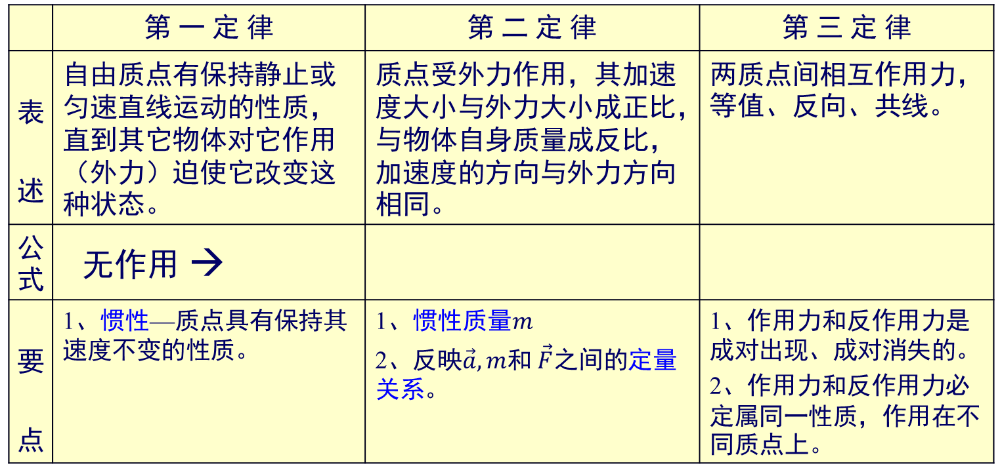 第一定律 第二定律 第三定律
表述
自由质点有保持静止或
匀速直线运动的性质，
直到其它物体对它作用
（外力）迫使它改变这
种状态。
质点受外力作用，其加速
度大小与外力大小成正比，
与物体自身质量成反比，
加速度的方向与外力方向
相同。
两质点间相互作用力，
等值、反向、共线。
公式
无作用 →
要点
1、惯性—质点具有保持其
速度不变的性质。
1、惯性质量m
2、反映a⃗, m和 F⃗之间的定量
关系。
1、作用力和反作用力是
成对出现、成对消失的。
2、作用力和反作用力必
定属同一性质，作用在不
同质点上。